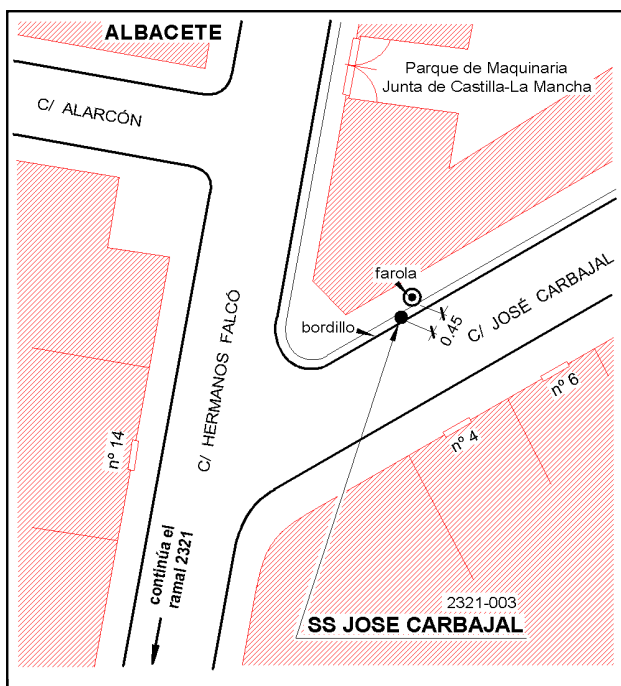 ALBACETE
Parque de Maquinaria
Junta de Castilla-La Mancha
C/ ALARCÓN
farola
bordillo
0.45
C/ JOSÉ CARBAJAL
C/ HERMANOS FALCÓ
nº 14
nº 6
nº 4
continúa el
ramal 2321
2321-003
SS JOSE CARBAJAL